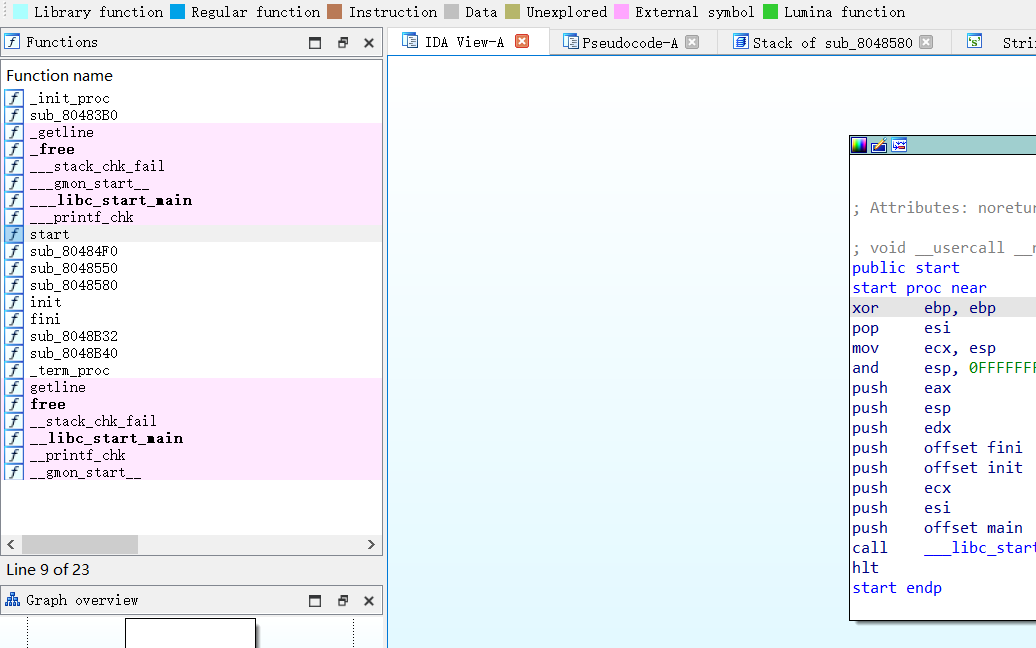 Library function Regular function Instruction Data Unexplored External symbol Lumina function
Functions
IDA View-A Pseudocode-A Stack of sub_8048580 Stri
Function name
_init_proc
sub_80483B0
_getline
_free
___stack_chk_fail
___gmon_start__
___libc_start_main
___printf_chk
start
sub_80484F0
sub_8048550
sub_8048580
init
fini
sub_8048B32
sub_8048B40
_term_proc
getline
free
__stack_chk_fail
__libc_start_main
__printf_chk
__gmon_start__
Line 9 of 23
Graph overview
; Attributes: noretur
; void __usercall __n
public start
start proc near
xor ebp, ebp
pop esi
mov ecx, esp
and esp, 0FFFFFFF
push eax
push esp
push edx
push offset fini
push offset init
push ecx
push esi
push offset main
call ___libc_start
hlt
start endp